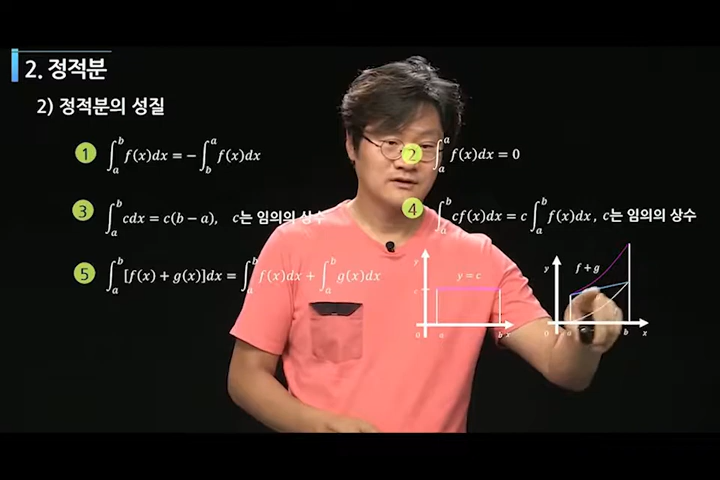 2. 정적분
2) 정적분의 성질
1 ∫_a^b f(x)dx = −∫_b^a f(x)dx
2 ∫_a^a f(x)dx = 0
3 ∫_a^b cdx = c(b − a), c는 임의의 상수
4 ∫_a^b cf(x)dx = c∫_a^b f(x)dx, c는 임의의 상수
5 ∫_a^b [f(x) + g(x)]dx = ∫_a^b f(x)dx + ∫_a^b g(x)dx
y
y = c
c
0 a b x
y
f + g
0 a b x